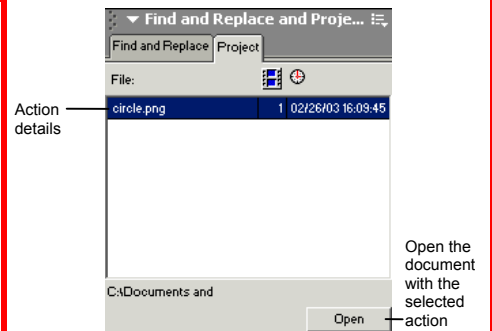 Find and Replace and Proje...
Find and Replace Project
File:
Action details
circle.png 1 02/26/03 16:09:45
C:\Documents and
Open
Open the
document
with the
selected
action